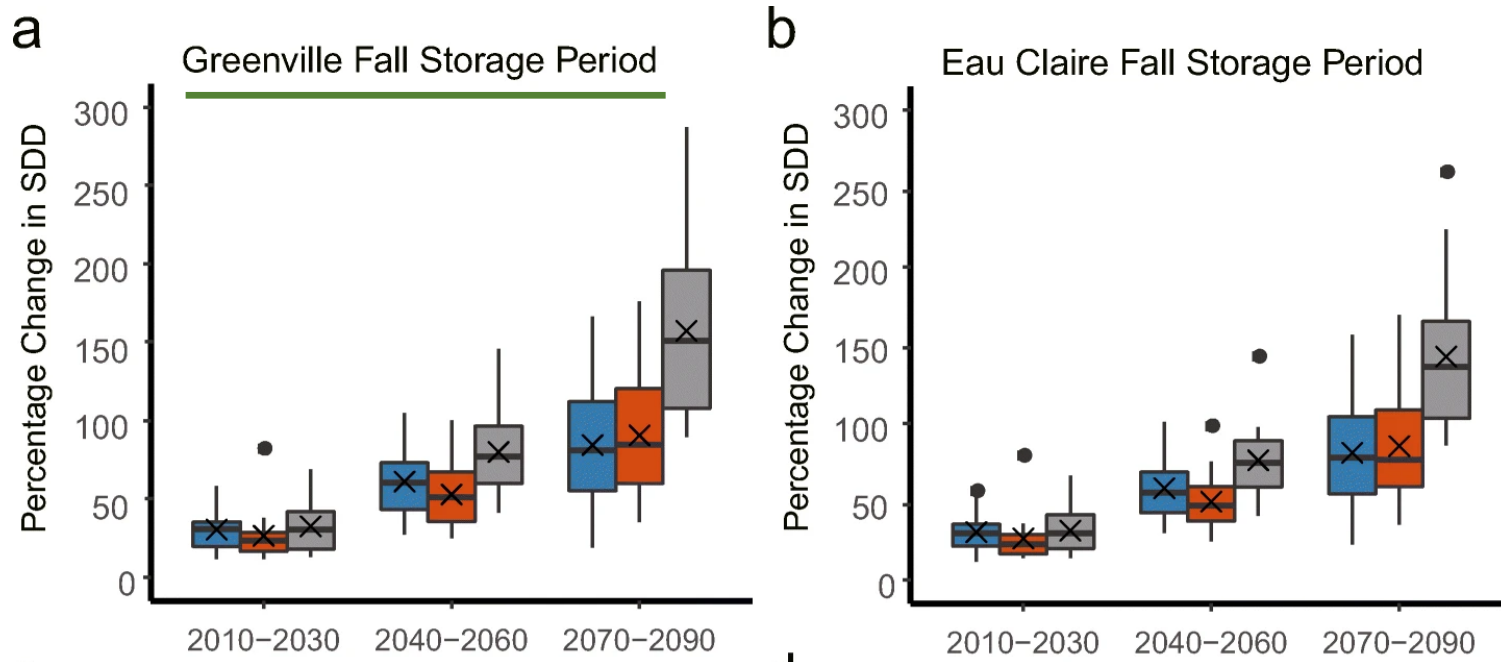 a
Greenville Fall Storage Period
Percentage Change in SDD
300
250
200
150
100
50
0
2010−2030 2040−2060 2070−2090
b
Eau Claire Fall Storage Period
Percentage Change in SDD
300
250
200
150
100
50
0
2010−2030 2040−2060 2070−2090